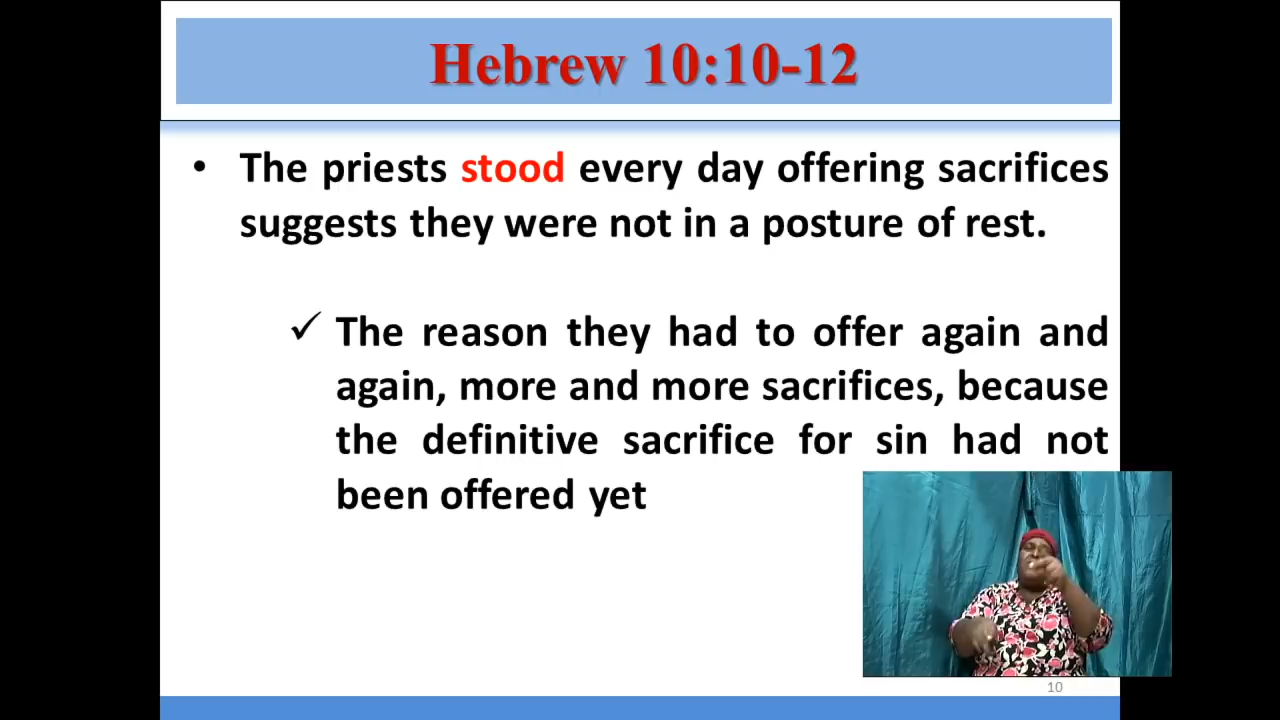 Hebrew 10:10-12
• The priests stood every day offering sacrifices
suggests they were not in a posture of rest.
✓ The reason they had to offer again and
again, more and more sacrifices, because
the definitive sacrifice for sin had not
been offered yet
10